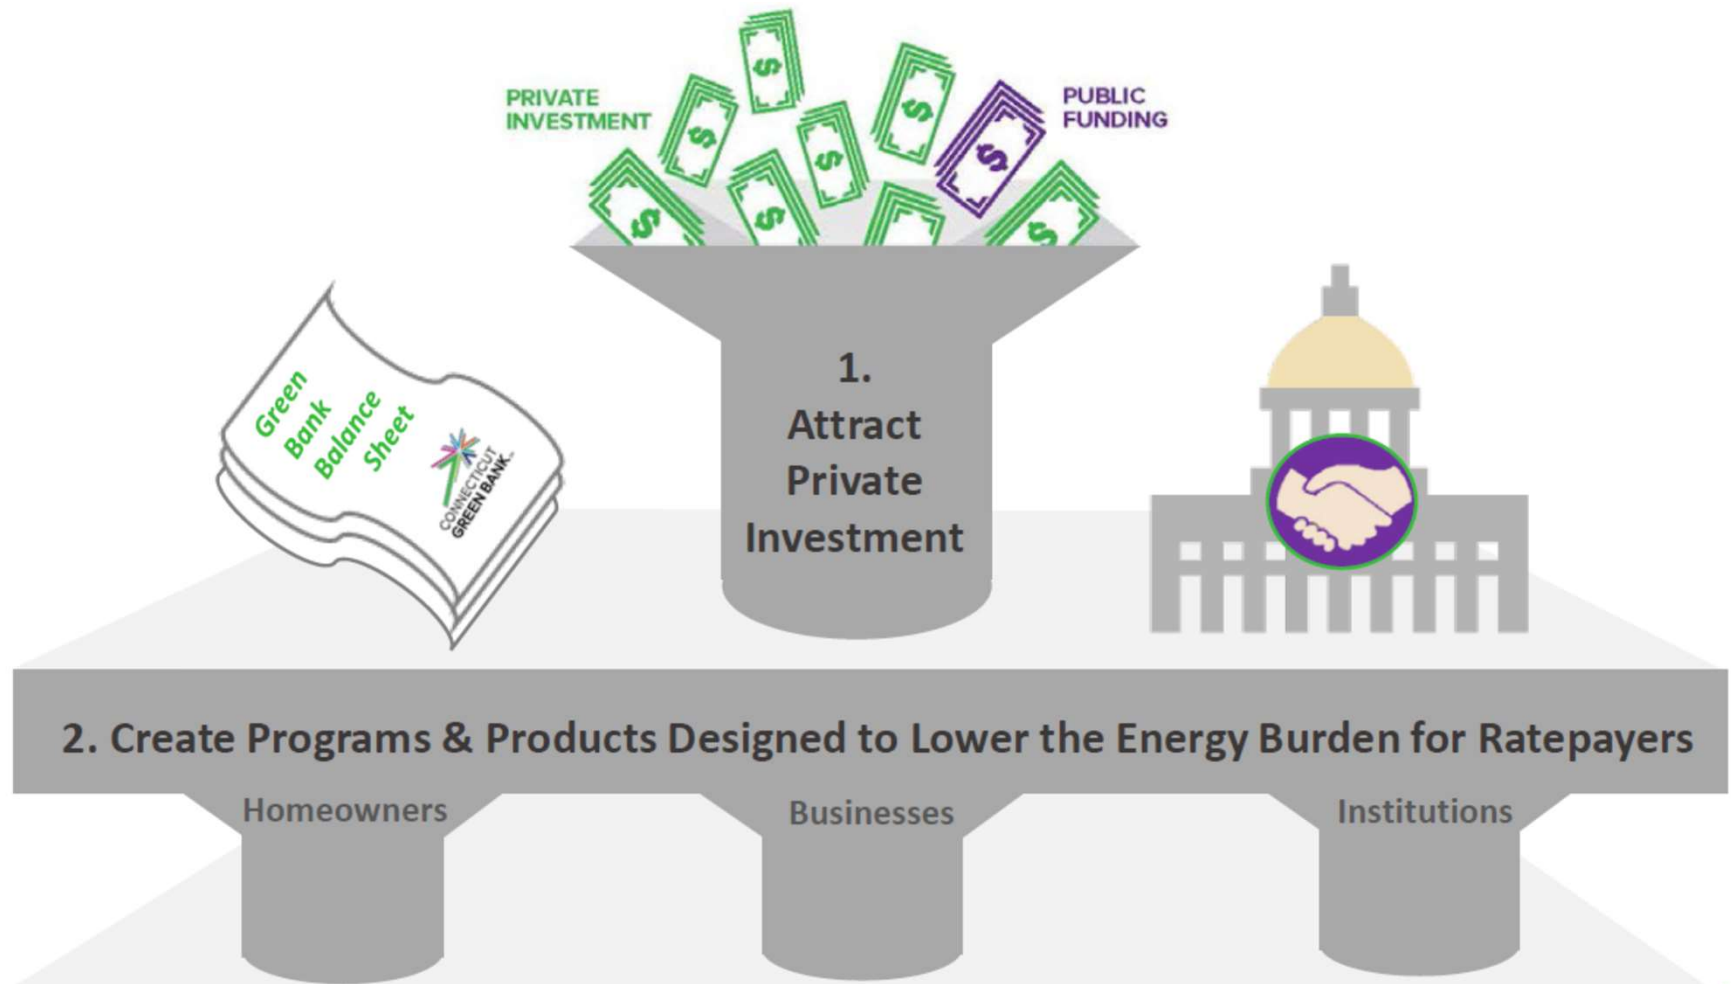 PRIVATE
INVESTMENT
PUBLIC
FUNDING
$
$
$
$
$
$
$
$
Green
Bank
Balance
Sheet
CONNECTICUT
GREEN BANK™
1.
Attract
Private
Investment
2. Create Programs & Products Designed to Lower the Energy Burden for Ratepayers
Homeowners
Businesses
Institutions